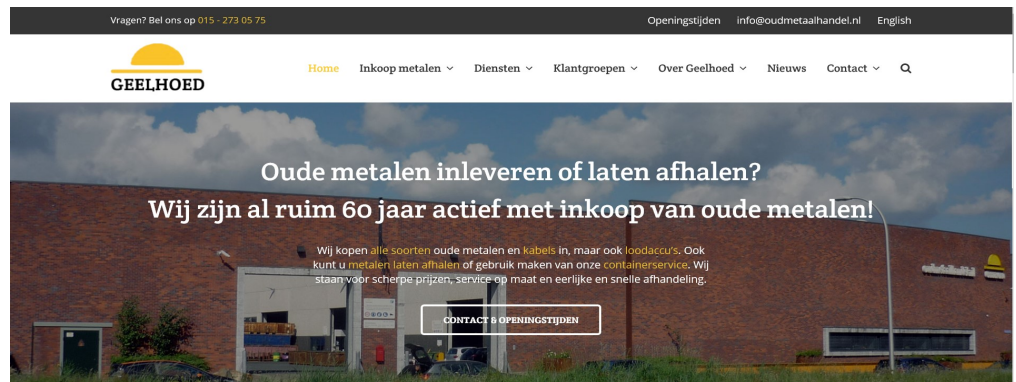 Vragen? Bel ons op 015 - 273 05 75
Openingstijden info@oudmetaalhandel.nl English
GEELHOED
Home Inkoop metalen Diensten Klantgroepen Over Geelhoed Nieuws Contact
Oude metalen inleveren of laten afhalen?
Wij zijn al ruim 60 jaar actief met inkoop van oude metalen!
Wij kopen alle soorten oude metalen en kabels in, maar ook loodaccu's. Ook
kunt u metalen laten afhalen of gebruik maken van onze containerservice. Wij
staan voor scherpe prijzen, service op maat en eerlijke en snelle afhandeling.
CONTACT & OPENINGSTIJDEN